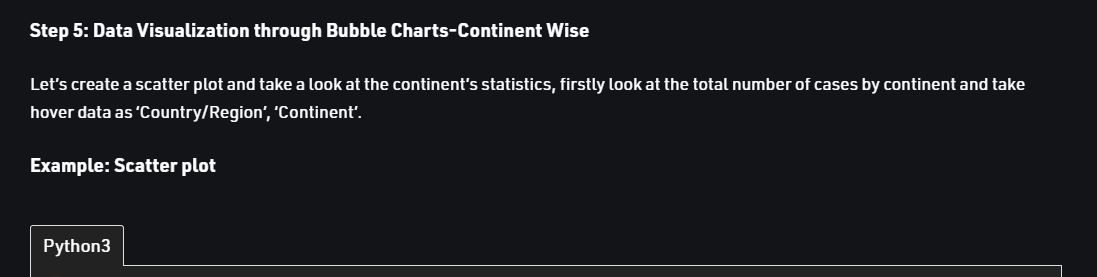 Step 5: Data Visualization through Bubble Charts-Continent Wise
Let’s create a scatter plot and take a look at the continent’s statistics, firstly look at the total number of cases by continent and take
hover data as ‘Country/Region’, ‘Continent’.
Example: Scatter plot
Python3